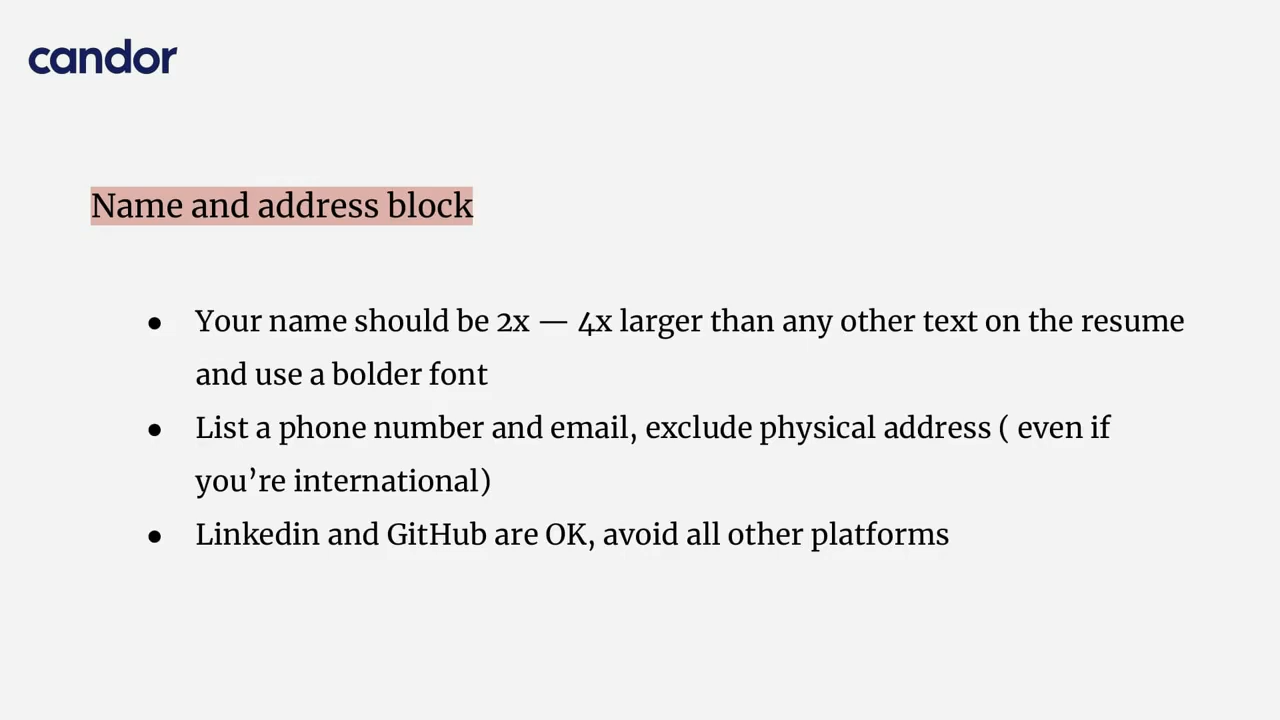 candor
Name and address block
● Your name should be 2x — 4x larger than any other text on the resume
and use a bolder font
● List a phone number and email, exclude physical address ( even if
you’re international)
● Linkedin and GitHub are OK, avoid all other platforms